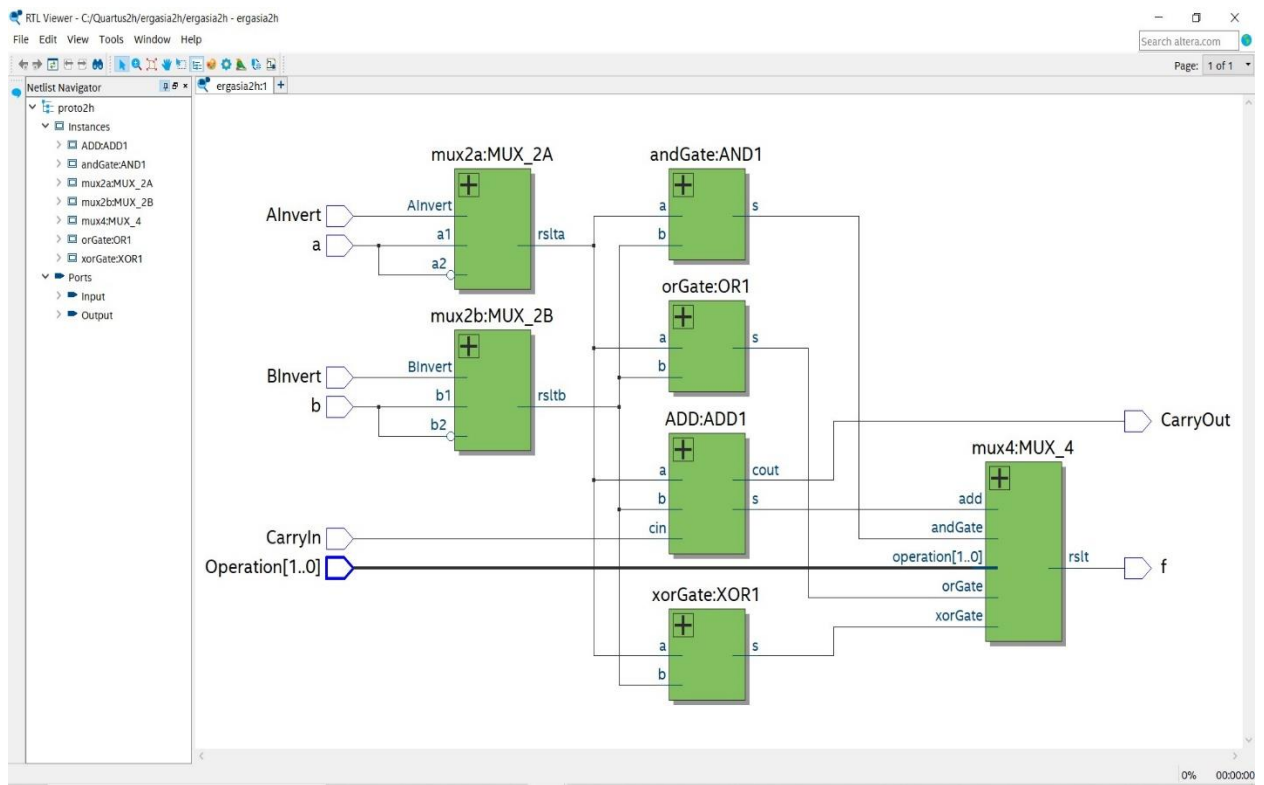 RTL Viewer - C:/Quartus2h/ergasia2h/ergasia2h - ergasia2h
File Edit View Tools Window Help
Search altera.com
Page: 1 of 1
Netlist Navigator
ergasia2h:1
proto2h
Instances
ADD:ADD1
andGate:AND1
mux2a:MUX_2A
mux2b:MUX_2B
mux4:MUX_4
orGate:OR1
xorGate:XOR1
Ports
Input
Output
mux2a:MUX_2A
AInvert
AInvert
a
a1
rslta
a2
mux2b:MUX_2B
BInvert
BInvert
b
b1
rsltb
b2
CarryIn
Operation[1..0]
andGate:AND1
a
s
b
orGate:OR1
a
s
b
ADD:ADD1
a
cout
b
s
cin
xorGate:XOR1
a
s
b
mux4:MUX_4
add
andGate
operation[1..0]
rslt
orGate
xorGate
CarryOut
f
0% 00:00:00